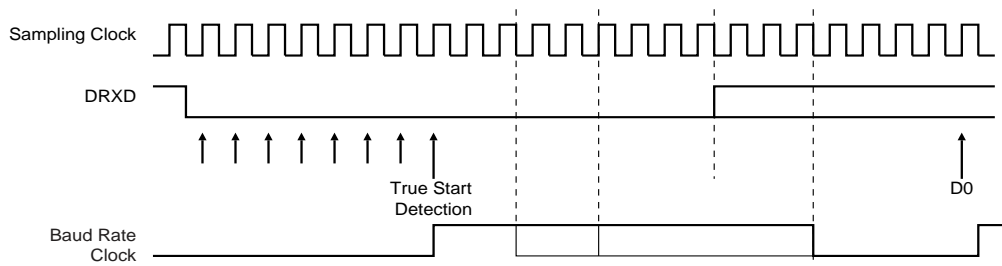 Sampling Clock
DRXD
True Start
Detection
D0
Baud Rate
Clock